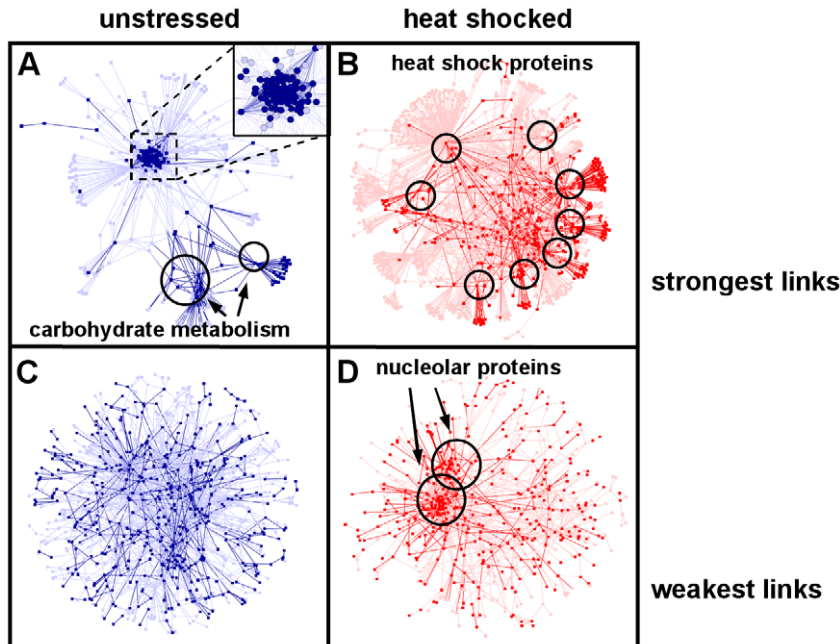 unstressed
heat shocked
A
B
heat shock proteins
carbohydrate metabolism
strongest links
C
D
nucleolar proteins
weakest links